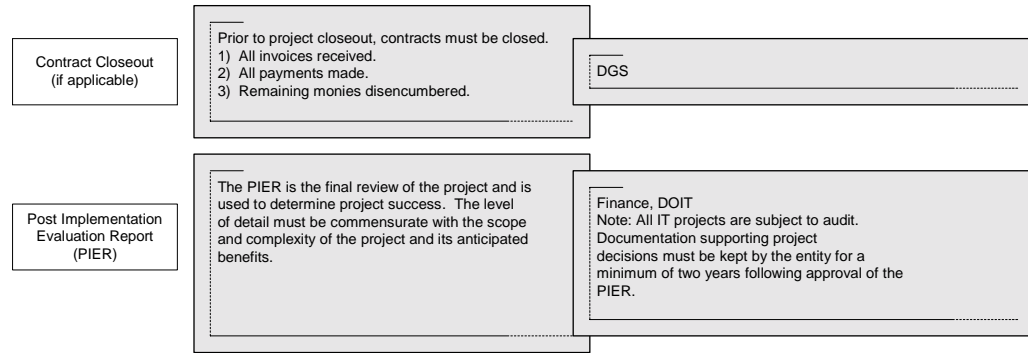 Contract Closeout
(if applicable)
Prior to project closeout, contracts must be closed.
1) All invoices received.
2) All payments made.
3) Remaining monies disencumbered.
DGS
Post Implementation
Evaluation Report
(PIER)
The PIER is the final review of the project and is
used to determine project success. The level
of detail must be commensurate with the scope
and complexity of the project and its anticipated
benefits.
Finance, DOIT
Note: All IT projects are subject to audit.
Documentation supporting project
decisions must be kept by the entity for a
minimum of two years following approval of the
PIER.